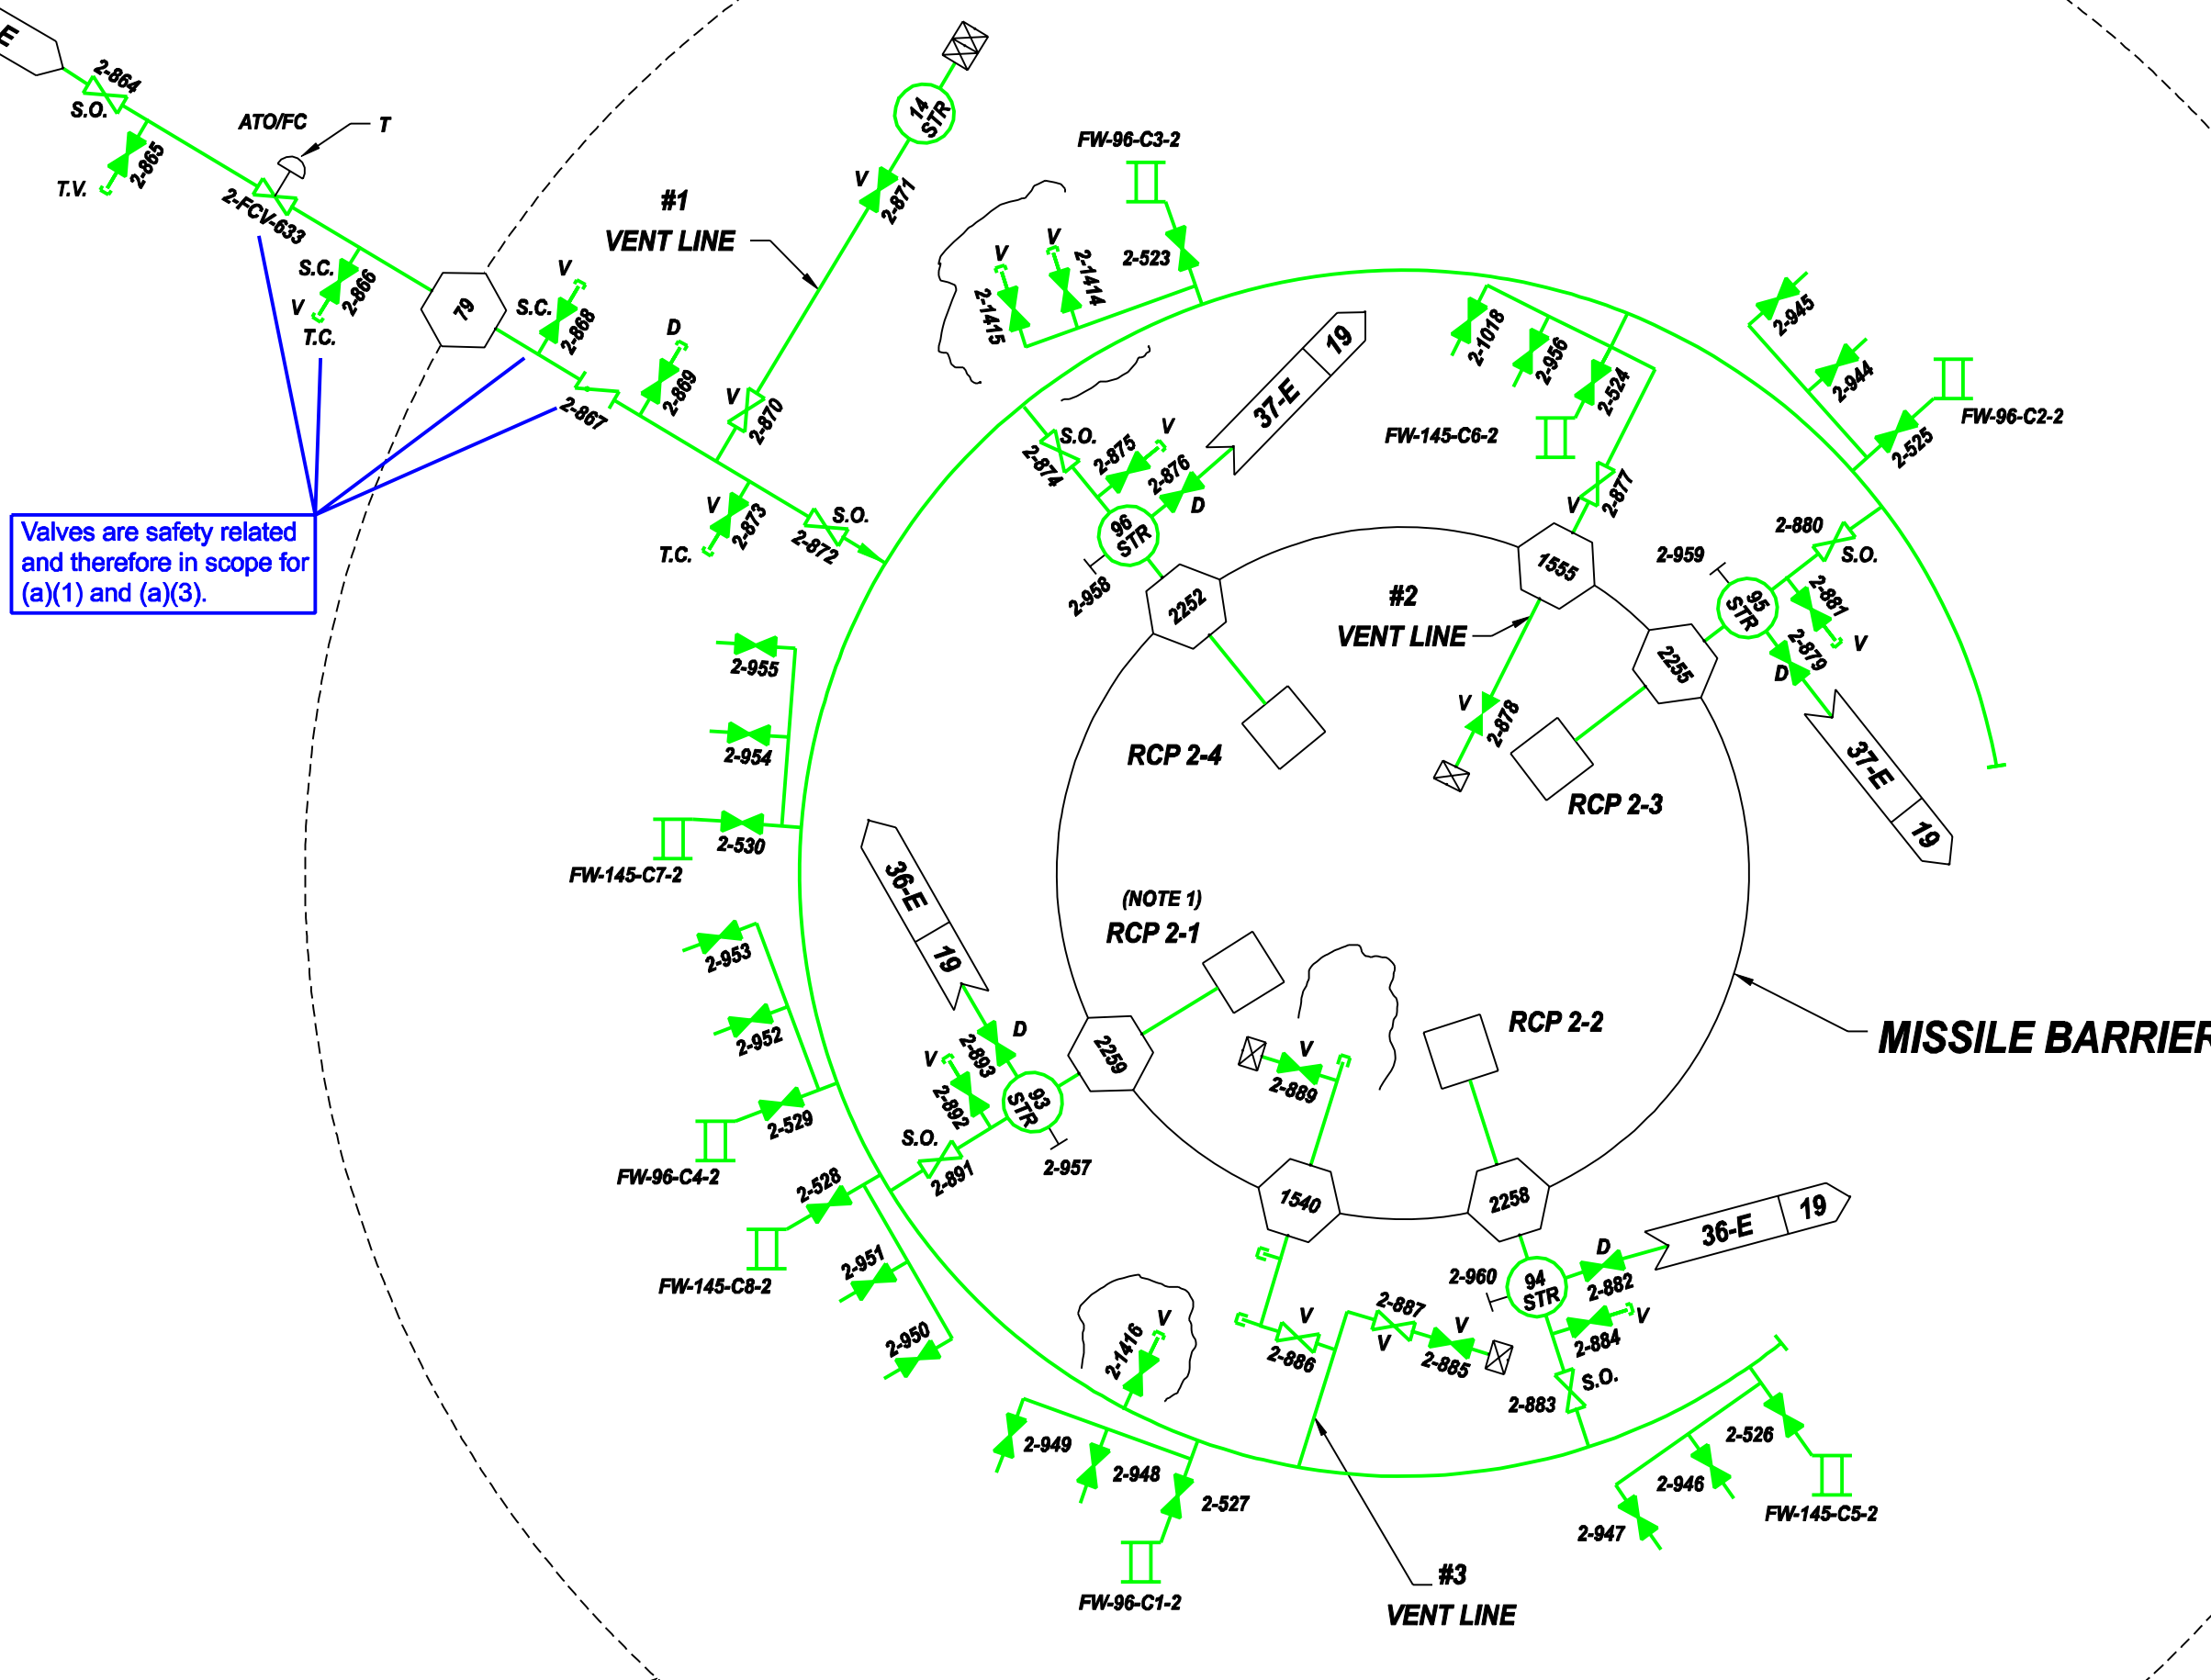 E
2-864
S.O.
2-865
T.V.
ATO/FC
T
2-FCV-633
S.C.
2-866
V
T.C.
79
V
S.C.
2-868
D
2-869
2-867
V
2-870
#1
VENT LINE
V
2-871
14
STR
V
2-873
T.C.
S.O.
2-872
Valves are safety related
and therefore in scope for
(a)(1) and (a)(3).
FW-96-C3-2
2-523
V
2-1414
V
2-1415
S.O.
2-874
2-875
V
2-876
D
37-E
19
96
STR
2-958
2252
RCP 2-4
2-1018
2-956
2-524
FW-145-C6-2
V
2-877
1555
#2
VENT LINE
V
2-878
2-945
2-944
2-525
FW-96-C2-2
2-880
S.O.
2-959
95
STR
2-881
V
2-879
D
37-E
19
2255
RCP 2-3
2-955
2-954
2-530
FW-145-C7-2
36-E
19
(NOTE 1)
RCP 2-1
2-953
2-952
2-529
FW-96-C4-2
D
2-893
V
2-892
93
STR
2259
2-957
S.O.
2-891
V
2-889
RCP 2-2
MISSILE BARRIER
2-528
FW-145-C8-2
2-951
2-950
1540
2258
36-E
19
D
2-882
2-960
94
STR
V
2-884
S.O.
2-883
V
2-886
2-887
V
V
2-885
V
2-1416
2-949
2-948
2-527
FW-96-C1-2
2-526
2-946
2-947
FW-145-C5-2
#3
VENT LINE